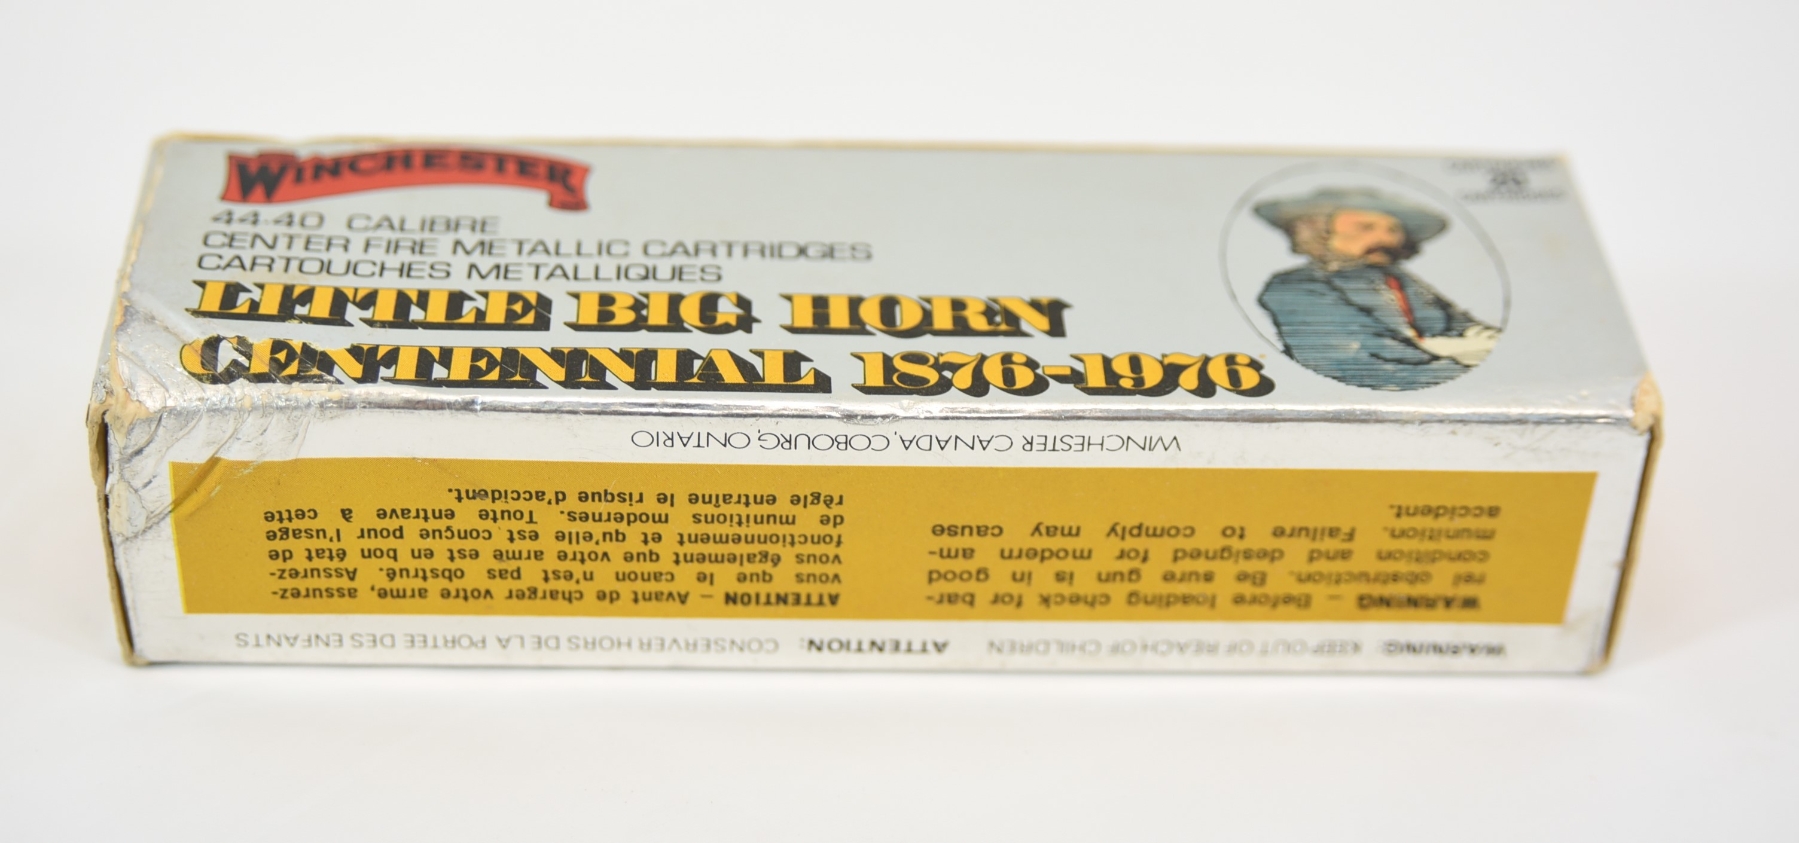 WINCHESTER
44-40 CALIBRE
CENTER FIRE METALLIC CARTRIDGES
CARTOUCHES METALLIQUES
LITTLE BIG HORN
CENTENNIAL 1876-1976
WARNING: KEEP OUT OF REACH OF CHILDREN ATTENTION: CONSERVER HORS DE LA PORTEE DES ENFANTS
WARNING – Before loading check for bar-
rel obstruction. Be sure gun is in good
condition and designed for modern am-
munition. Failure to comply may cause
accident.
ATTENTION – Avant de charger votre arme, assurez-
vous que le canon n'est pas obstrué. Assurez-
vous également que votre arme est en bon état de
fonctionnement et qu'elle est conçue pour l'usage
de munitions modernes. Toute entrave à cette
règle entraîne le risque d'accident.
WINCHESTER CANADA, COBOURG, ONTARIO